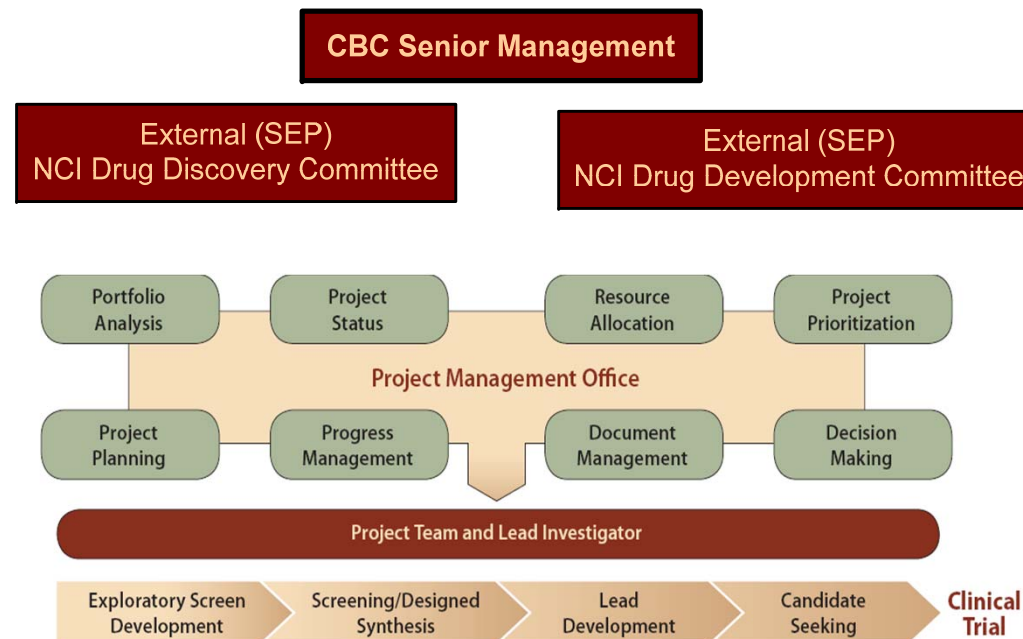 CBC Senior Management
External (SEP)
NCI Drug Discovery Committee
External (SEP)
NCI Drug Development Committee
Portfolio
Analysis
Project
Status
Resource
Allocation
Project
Prioritization
Project Management Office
Project
Planning
Progress
Management
Document
Management
Decision
Making
Project Team and Lead Investigator
Exploratory Screen
Development
Screening/Designed
Synthesis
Lead
Development
Candidate
Seeking
Clinical
Trial